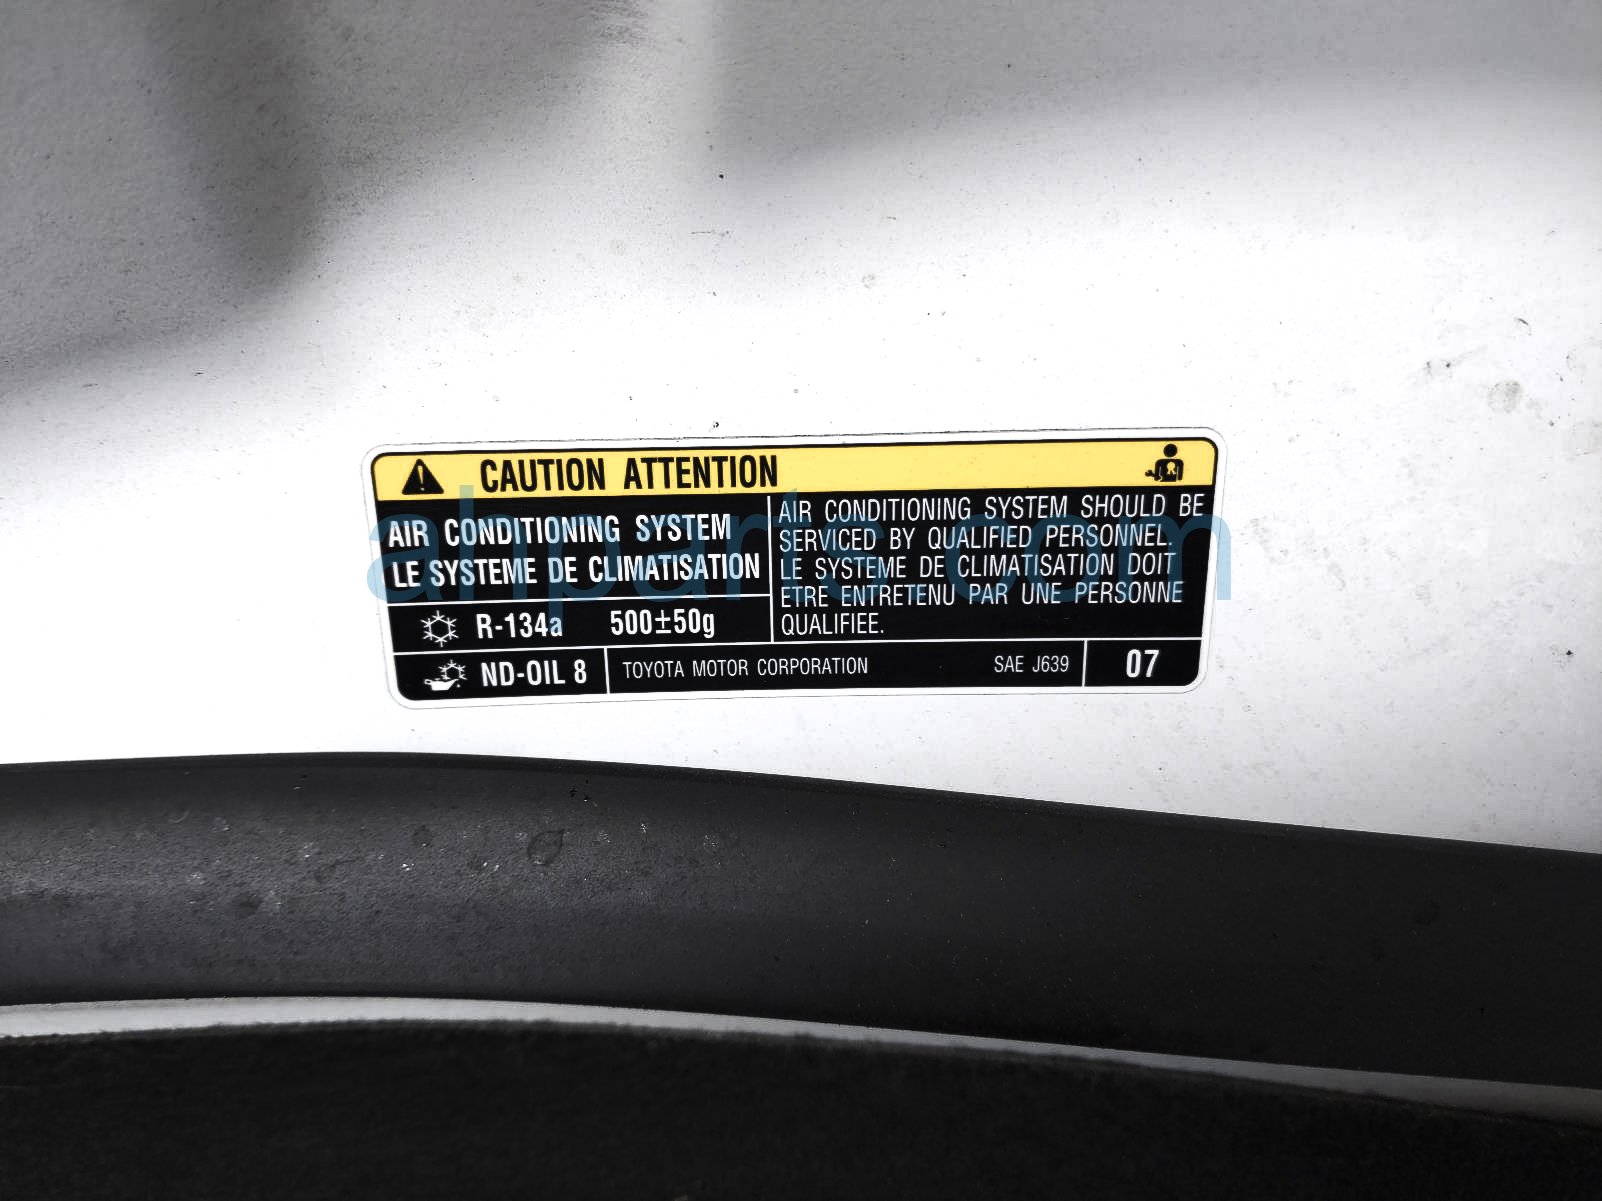 CAUTION ATTENTION
AIR CONDITIONING SYSTEM
LE SYSTEME DE CLIMATISATION
R-134a 500±50g
AIR CONDITIONING SYSTEM SHOULD BE
SERVICED BY QUALIFIED PERSONNEL.
LE SYSTEME DE CLIMATISATION DOIT
ETRE ENTRETENU PAR UNE PERSONNE
QUALIFIEE.
ND-OIL 8 TOYOTA MOTOR CORPORATION SAE J639 07
ahparts.com